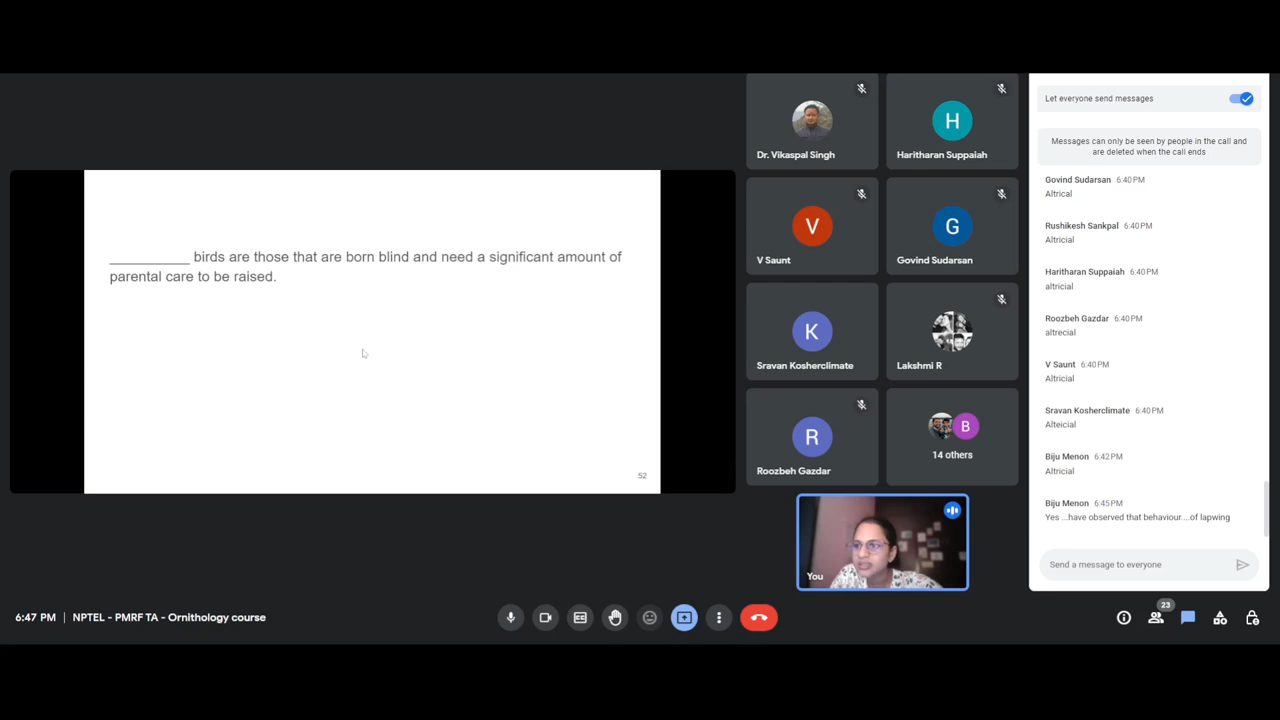 ___________ birds are those that are born blind and need a significant amount of
parental care to be raised.
52
Dr. Vikaspal Singh
H
Haritharan Suppaiah
V
V Saunt
G
Govind Sudarsan
K
Sravan Kosherclimate
Lakshmi R
R
Roozbeh Gazdar
B
14 others
You
Let everyone send messages
Messages can only be seen by people in the call and
are deleted when the call ends
Govind Sudarsan 6:40 PM
Altrical
Rushikesh Sankpal 6:40 PM
Altricial
Haritharan Suppaiah 6:40 PM
altricial
Roozbeh Gazdar 6:40 PM
altrecial
V Saunt 6:40 PM
Altricial
Sravan Kosherclimate 6:40 PM
Alteicial
Biju Menon 6:42 PM
Altricial
Biju Menon 6:45 PM
Yes ...have observed that behaviour....of lapwing
Send a message to everyone
6:47 PM | NPTEL - PMRF TA - Ornithology course
23